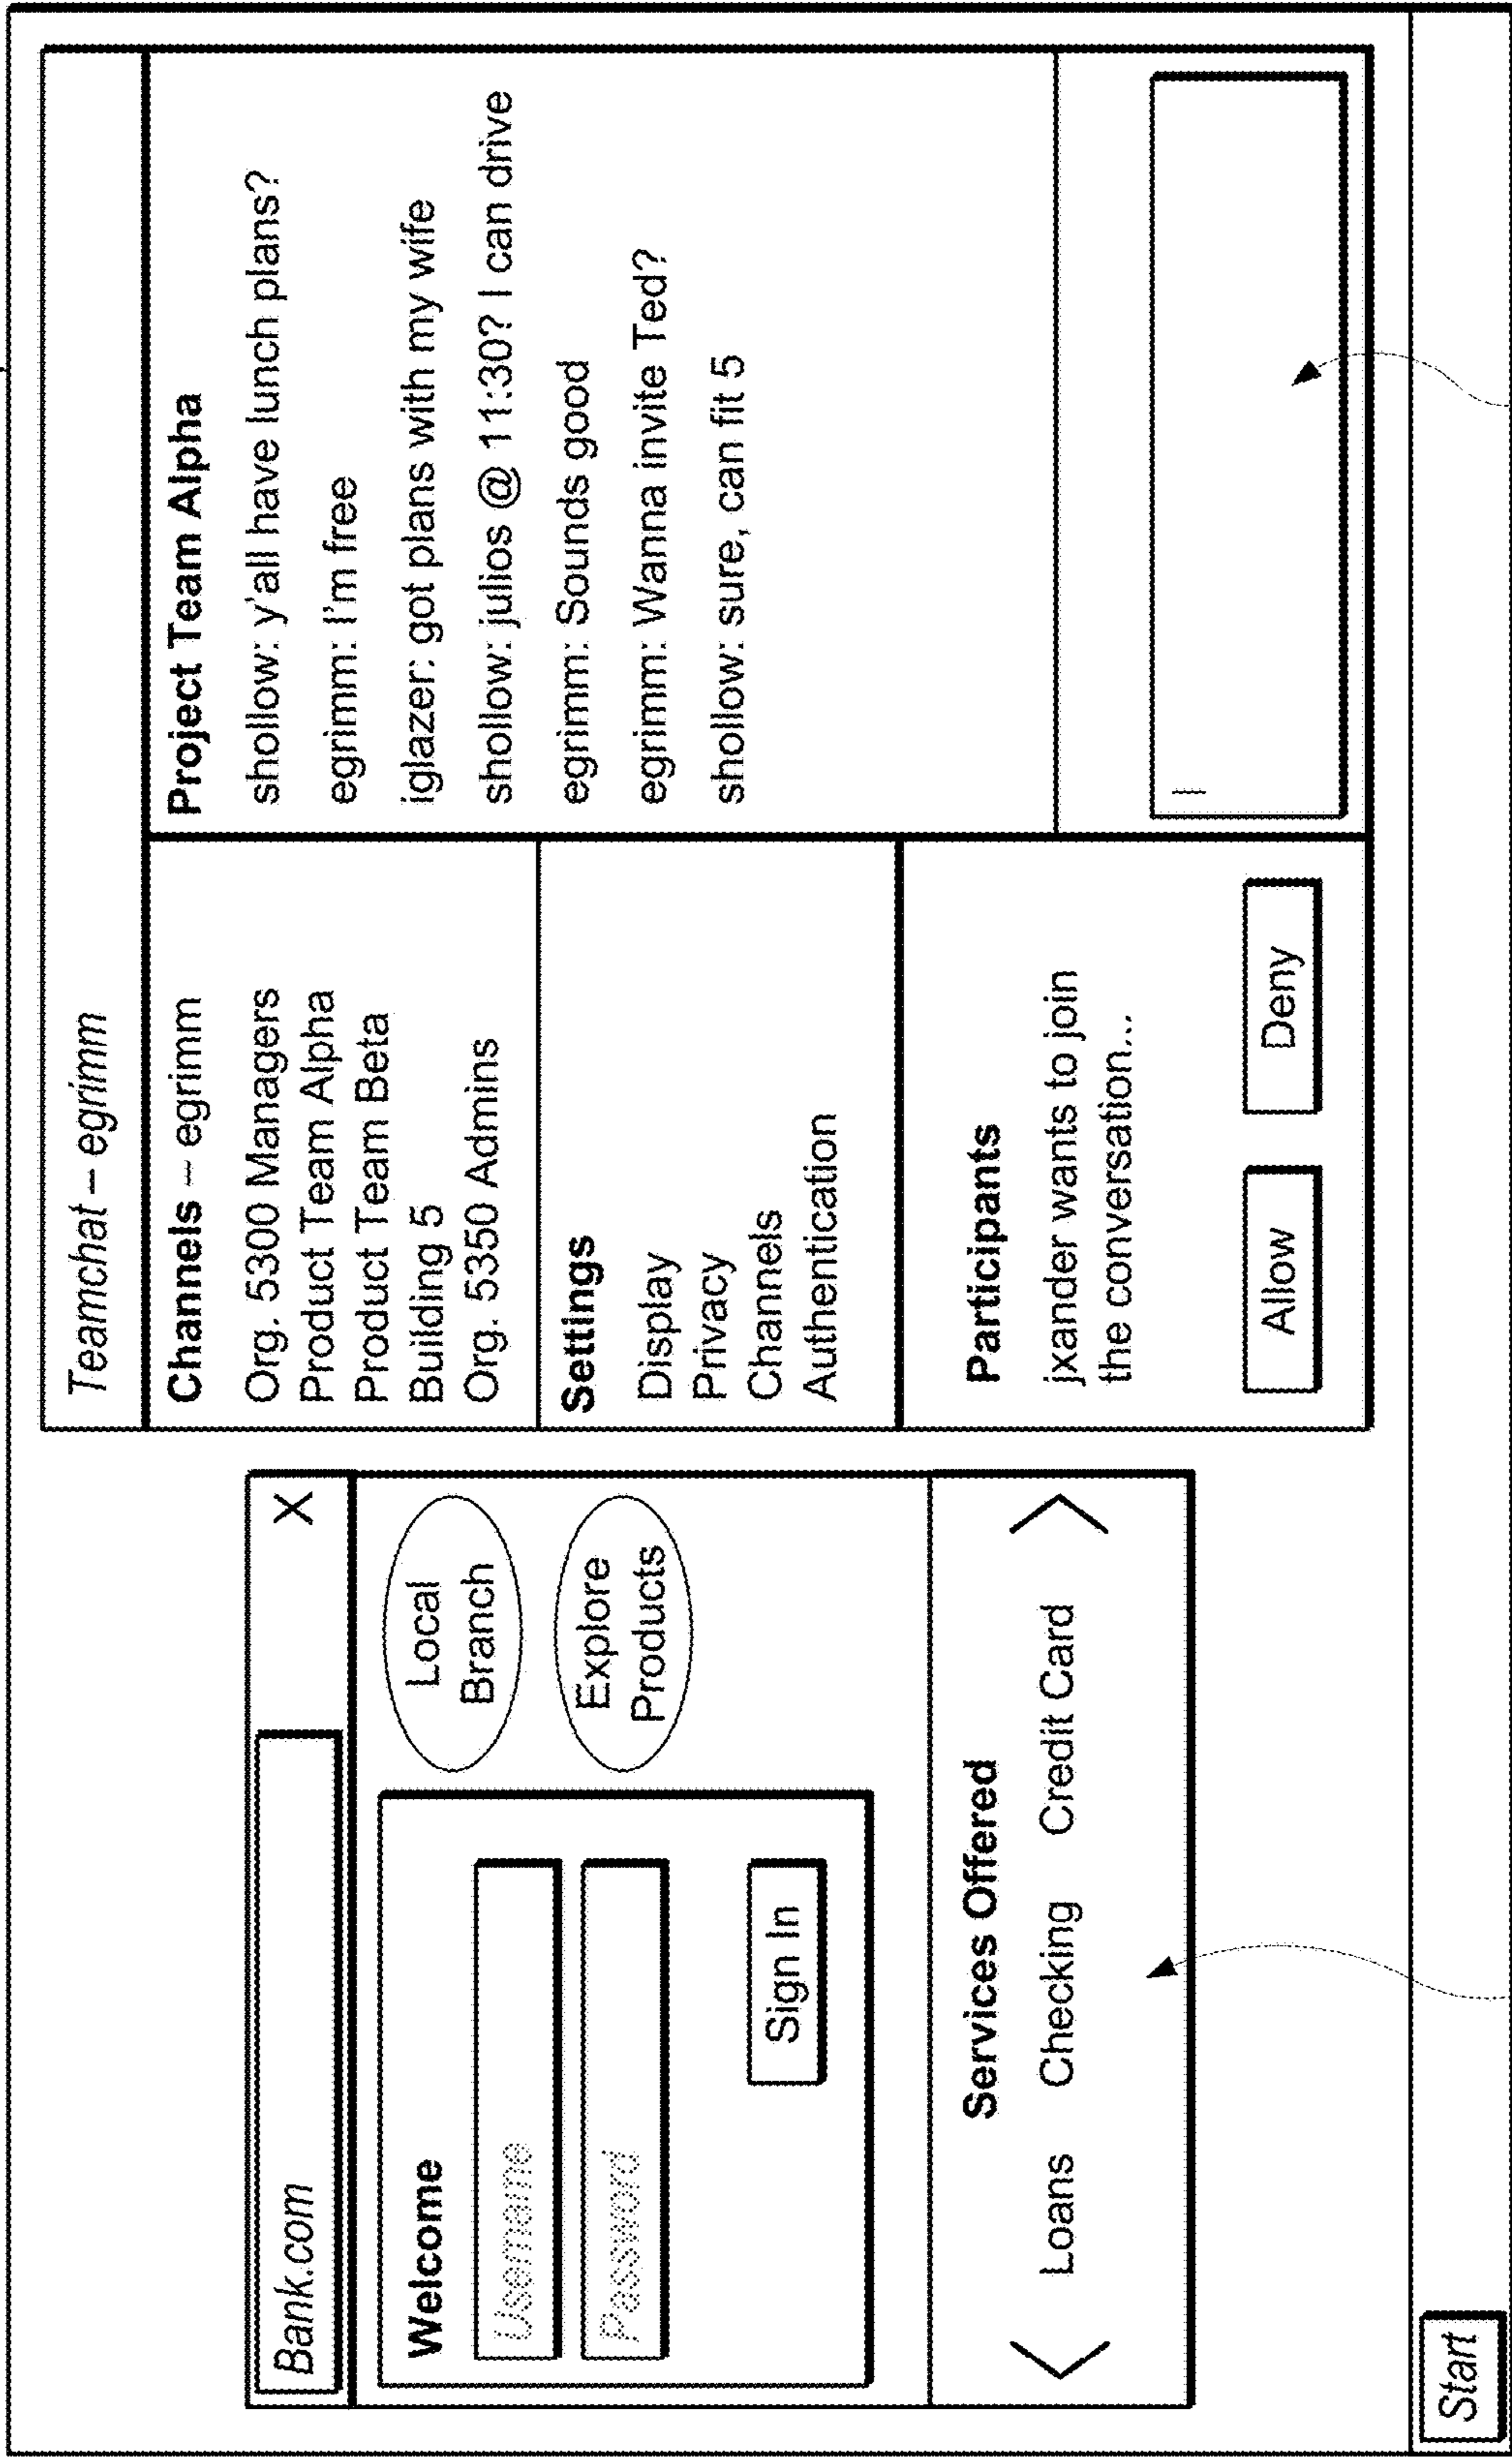 Bank.com
X
Welcome
Username
Password
Sign In
Local
Branch
Explore
Products
Services Offered
< Loans Checking Credit Card >
Teamchat – egrimm
Channels – egrimm
Org. 5300 Managers
Product Team Alpha
Product Team Beta
Building 5
Org. 5350 Admins
Settings
Display
Privacy
Channels
Authentication
Participants
jxander wants to join
the conversation...
Allow
Deny
Project Team Alpha
shollow: y'all have lunch plans?
egrimm: I'm free
iglazer: got plans with my wife
shollow: julios @ 11:30? I can drive
egrimm: Sounds good
egrimm: Wanna invite Ted?
shollow: sure, can fit 5
|
Start